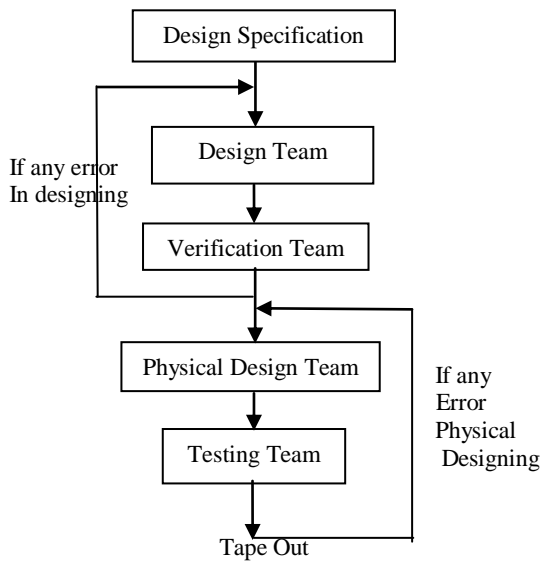 Design Specification
Design Team
If any error
In designing
Verification Team
Physical Design Team
If any
Error
Physical
Designing
Testing Team
Tape Out